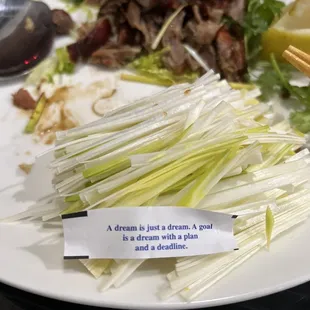 A dream is just a dream. A goal
is a dream with a plan
and a deadline.